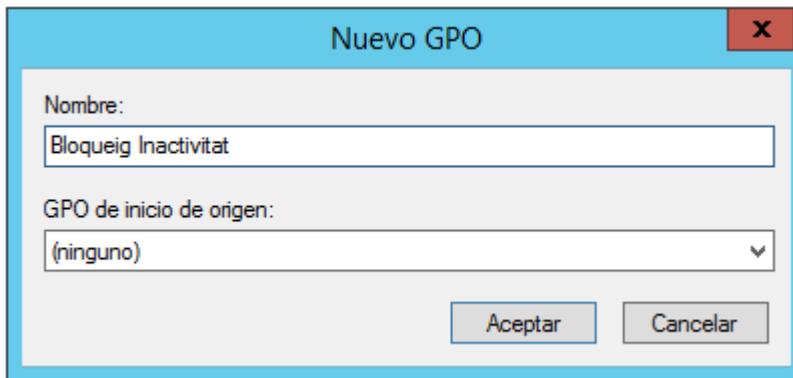 Nuevo GPO
x
Nombre:
Bloqueig Inactivitat
GPO de inicio de origen:
(ninguno)
Aceptar Cancelar